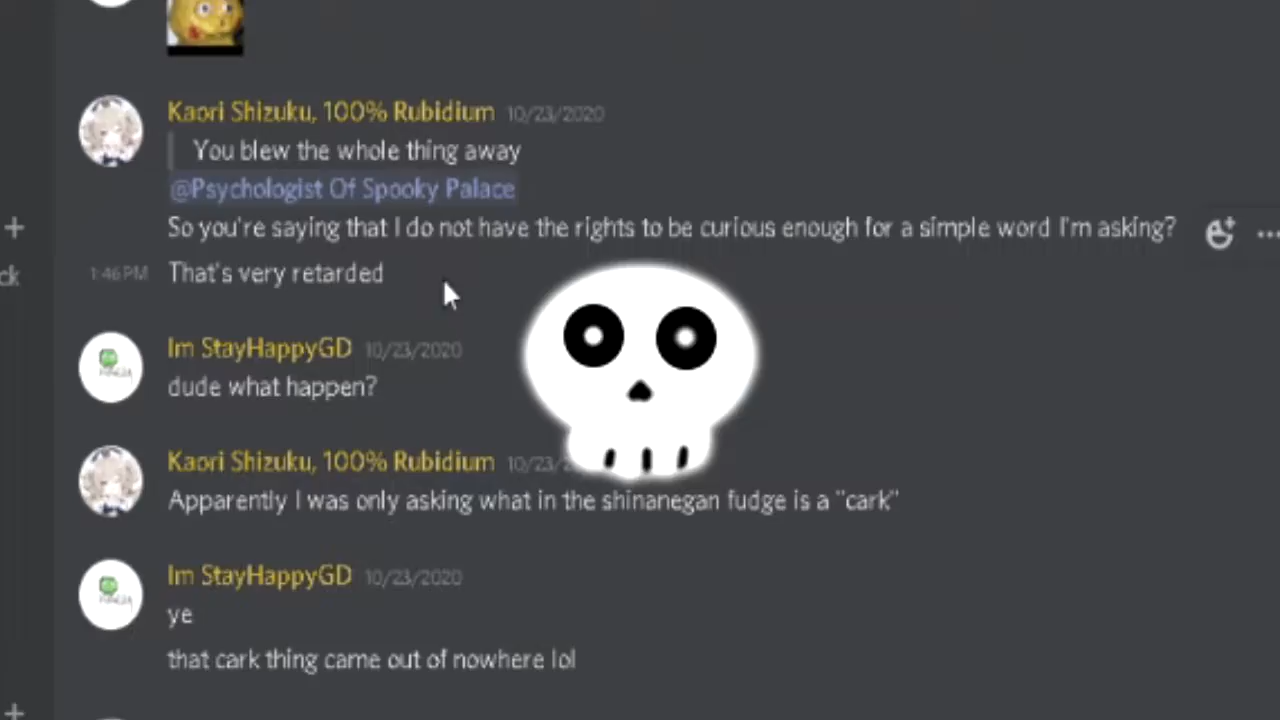 Kaori Shizuku, 100% Rubidium 10/23/2020
You blew the whole thing away
@Psychologist Of Spooky Palace
So you're saying that I do not have the rights to be curious enough for a simple word I'm asking?
1:46 PM That's very retarded
Im StayHappyGD 10/23/2020
dude what happen?
Kaori Shizuku, 100% Rubidium 10/2
Apparently I was only asking what in the shinanegan fudge is a "cark"
Im StayHappyGD 10/23/2020
ye
that cark thing came out of nowhere lol
ck